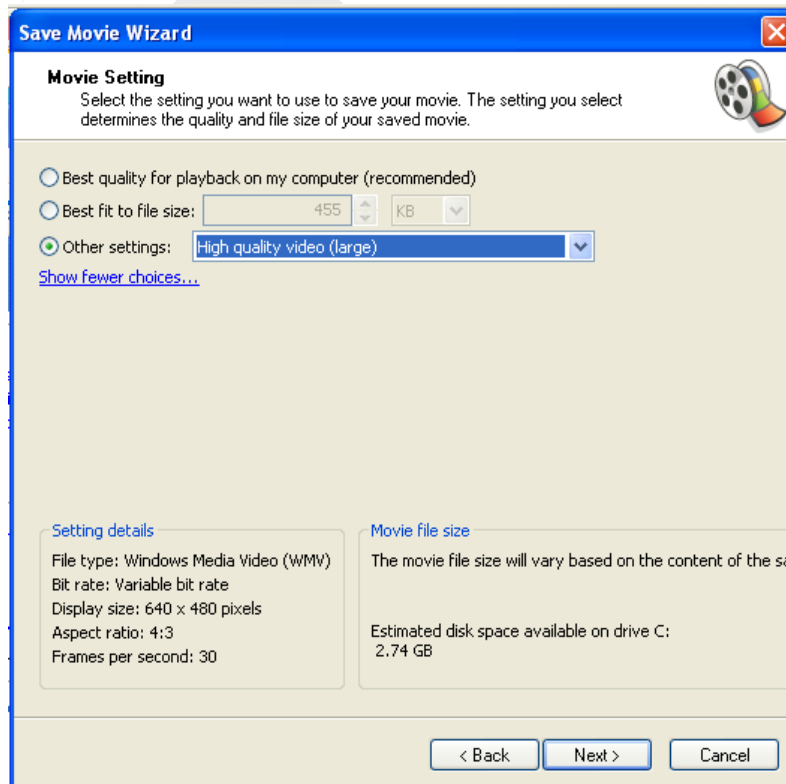 Save Movie Wizard
Movie Setting
Select the setting you want to use to save your movie. The setting you select
determines the quality and file size of your saved movie.
Best quality for playback on my computer (recommended)
Best fit to file size: 455 KB
Other settings: High quality video (large)
Show fewer choices...
Setting details
File type: Windows Media Video (WMV)
Bit rate: Variable bit rate
Display size: 640 x 480 pixels
Aspect ratio: 4:3
Frames per second: 30
Movie file size
The movie file size will vary based on the content of the
Estimated disk space available on drive C:
2.74 GB
< Back Next > Cancel